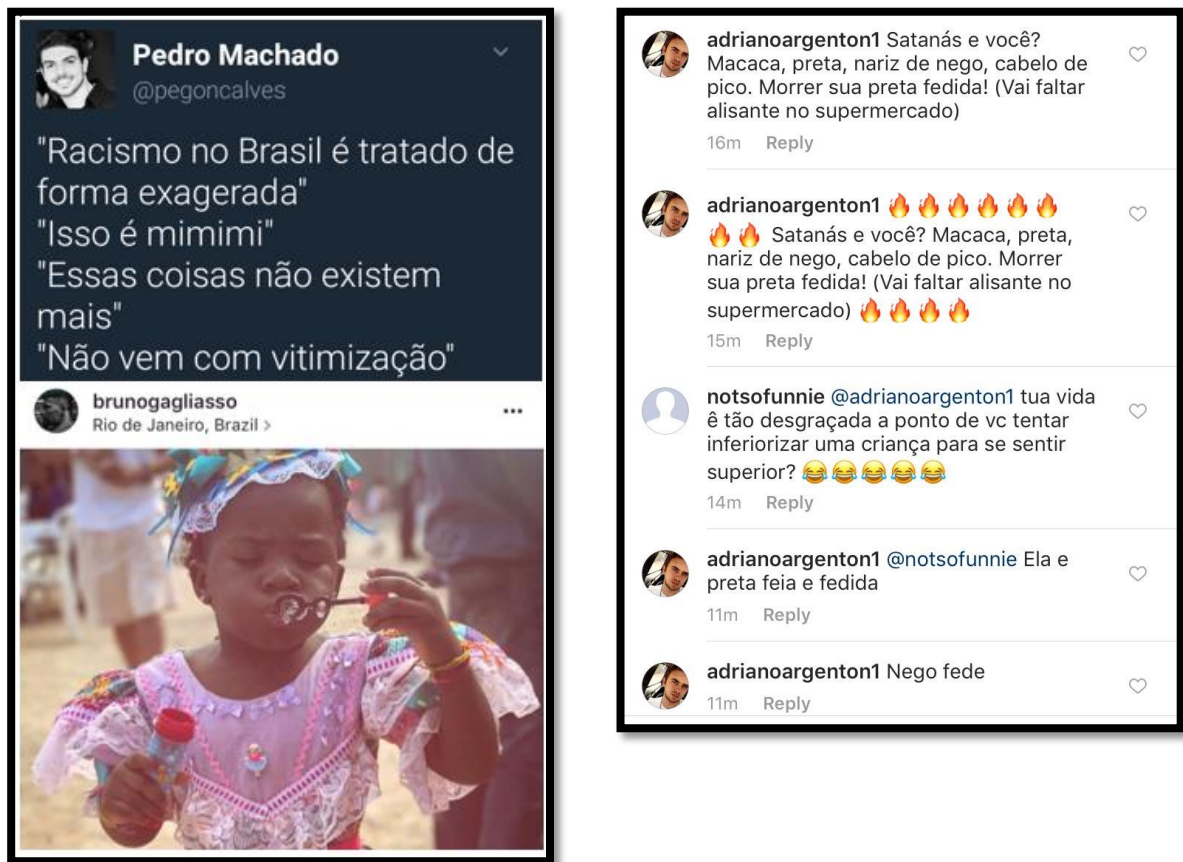 Pedro Machado
@pegoncalves
"Racismo no Brasil é tratado de
forma exagerada"
"Isso é mimimi"
"Essas coisas não existem
mais"
"Não vem com vitimização"
brunogagliasso
Rio de Janeiro, Brazil >
adrianoargenton1 Satanás e você?
Macaca, preta, nariz de nego, cabelo de
pico. Morrer sua preta fedida! (Vai faltar
alisante no supermercado)
16m Reply
adrianoargenton1 🔥🔥🔥🔥🔥🔥
🔥🔥 Satanás e você? Macaca, preta,
nariz de nego, cabelo de pico. Morrer
sua preta fedida! (Vai faltar alisante no
supermercado) 🔥🔥🔥🔥
15m Reply
notsofunnie @adrianoargenton1 tua vida
ê tão desgraçada a ponto de vc tentar
inferiorizar uma criança para se sentir
superior? 😂😂😂😂😂
14m Reply
adrianoargenton1 @notsofunnie Ela e
preta feia e fedida
11m Reply
adrianoargenton1 Nego fede
11m Reply